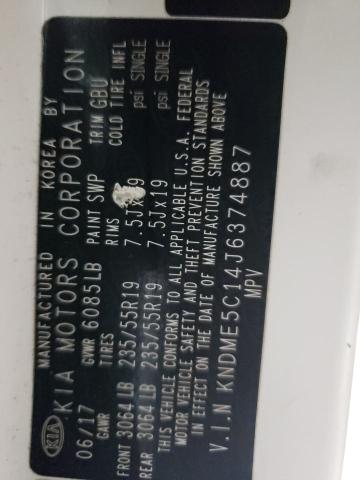 MANUFACTURED IN KOREA BY
KIA KIA MOTORS CORPORATION
06/17 GVWR 6085LB PAINT SWP TRIM GBU
GAWR TIRES RIMS COLD TIRE INFL
FRONT 3064LB 235/55R19 7.5J 9 psi SINGLE
REAR 3064LB 235/55R19 7.5Jx19 psi SINGLE
THIS VEHICLE CONFORMS TO ALL APPLICABLE U.S.A. FEDERAL
MOTOR VEHICLE SAFETY AND THEFT PREVENTION STANDARDS
IN EFFECT ON THE DATE OF MANUFACTURE SHOWN ABOVE
V.I.N KNDME5C14J6374887
MPV